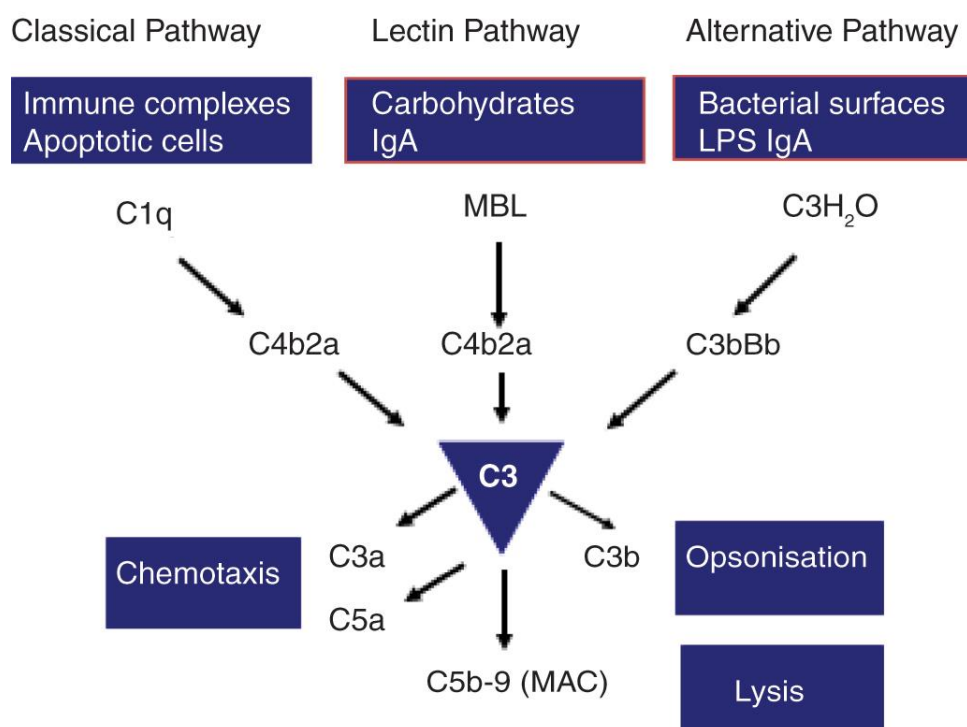 Classical Pathway
Lectin Pathway
Alternative Pathway
Immune complexes
Apoptotic cells
Carbohydrates
IgA
Bacterial surfaces
LPS IgA
C1q
MBL
C3H₂O
C4b2a
C4b2a
C3bBb
C3
Chemotaxis
C3a
C5a
C3b
Opsonisation
C5b-9 (MAC)
Lysis